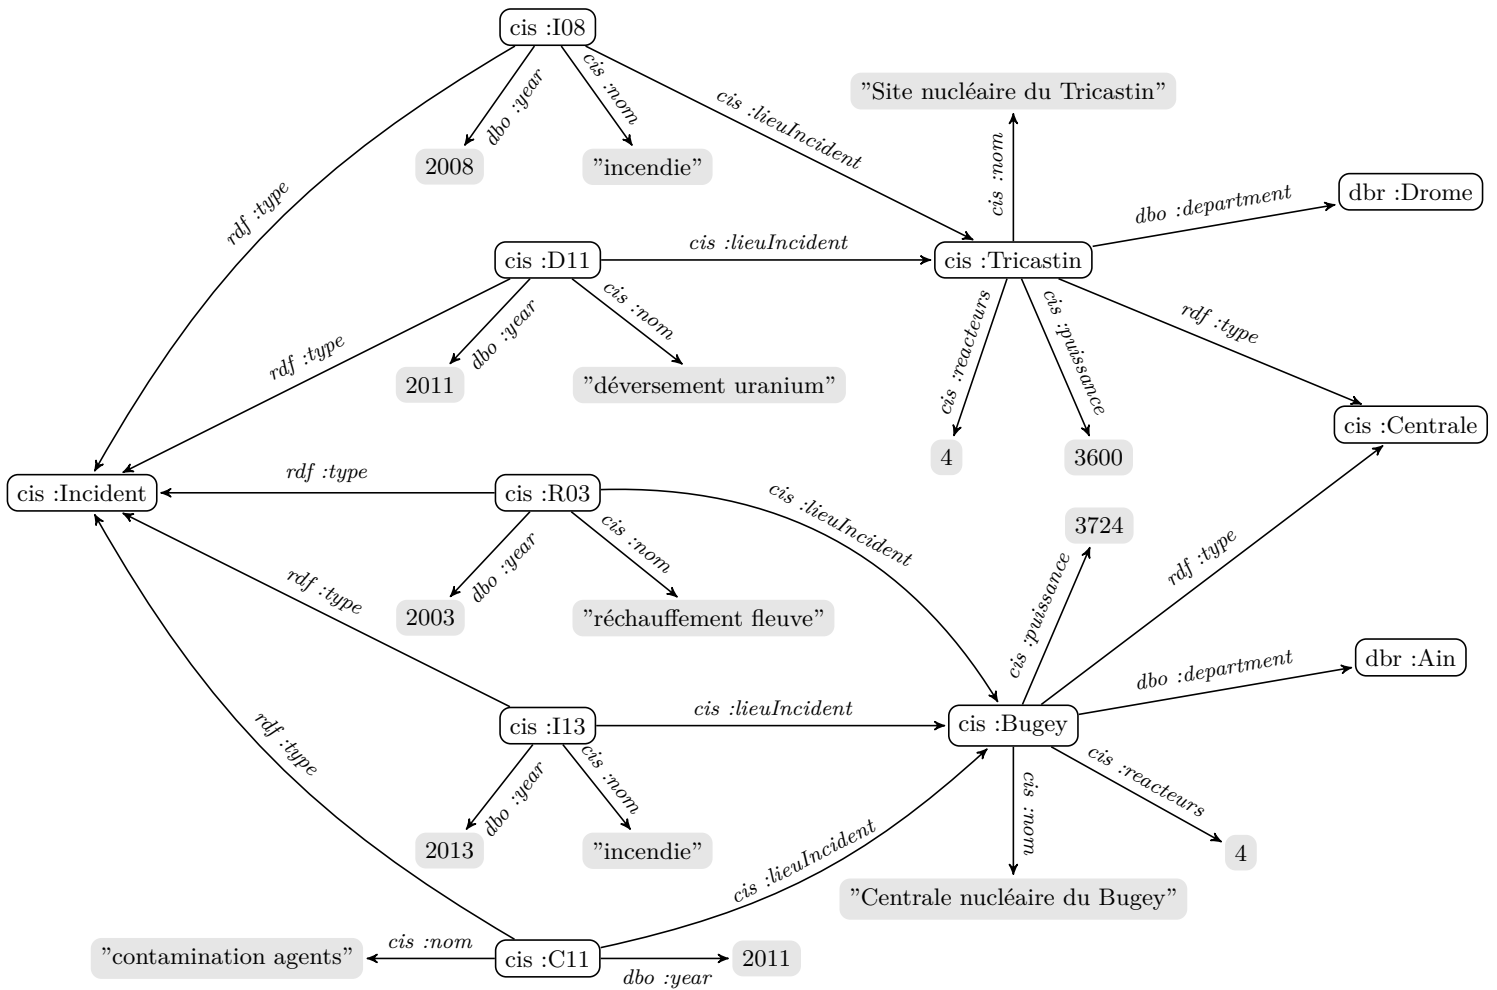 cis :I08
cis :nom
dbo :year
cis :lieuIncident
"Site nucléaire du Tricastin"
2008
"incendie"
cis :nom
rdf :type
dbo :department
dbr :Drome
cis :D11
cis :lieuIncident
cis :Tricastin
rdf :type
dbo :year
cis :nom
cis :reacteurs
cis :puissance
rdf :type
2011
"déversement uranium"
cis :Centrale
4
3600
cis :Incident
rdf :type
cis :R03
cis :lieuIncident
3724
dbo :year
cis :nom
rdf :type
rdf :type
2003
"réchauffement fleuve"
cis :puissance
dbo :department
dbr :Ain
cis :I13
cis :lieuIncident
cis :Bugey
rdf :type
dbo :year
cis :nom
cis :nom
cis :reacteurs
2013
"incendie"
4
cis :lieuIncident
"Centrale nucléaire du Bugey"
"contamination agents"
cis :nom
cis :C11
dbo :year
2011